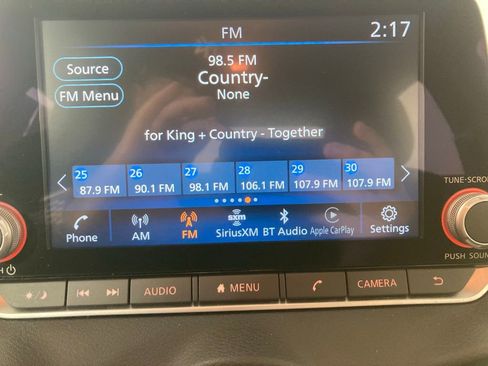 FM
2:17
Source
98.5 FM
Country-
None
FM Menu
for King + Country - Together
25 26 27 28 29 30
87.9 FM 90.1 FM 98.1 FM 106.1 FM 107.9 FM 107.9 FM
TUNE-SCROLL
Phone AM FM sxm SiriusXM BT Audio Apple CarPlay Settings
PUSH SOUN
AUDIO MENU CAMERA